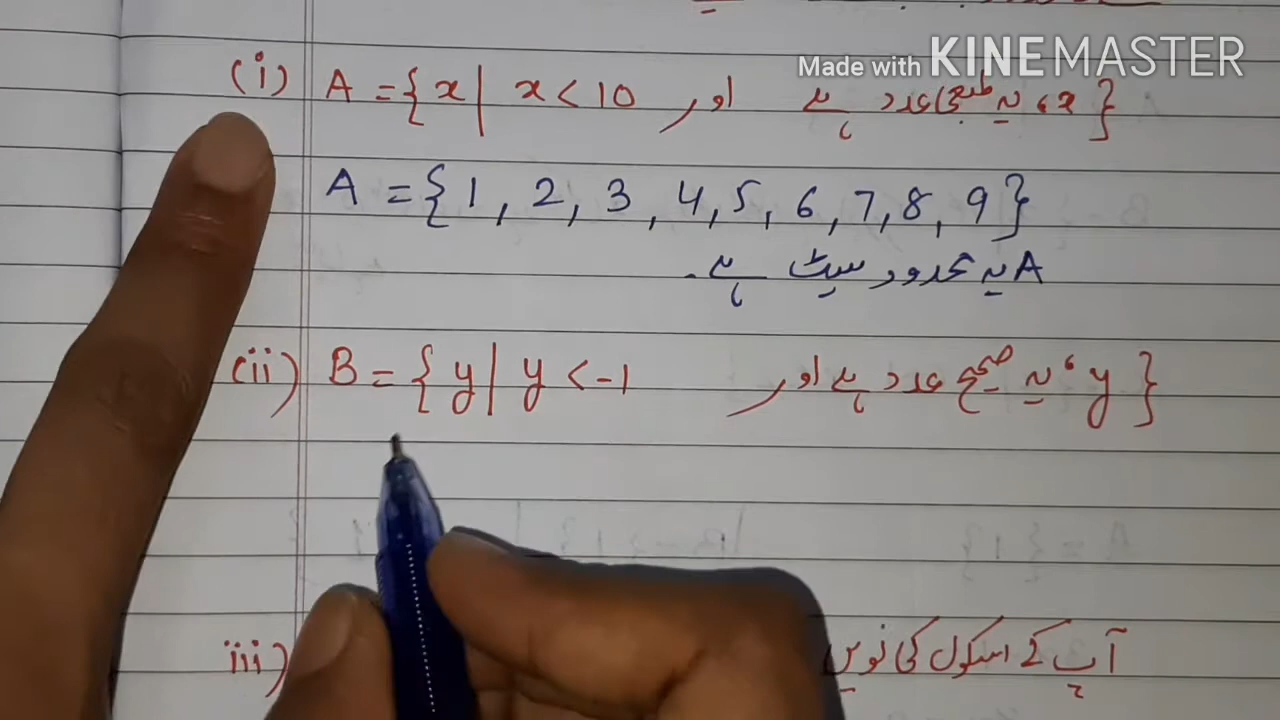 Made with KINEMASTER
(i) A = {x | x < 10 اور x، یہ طبعی عدد ہے}
A = {1, 2, 3, 4, 5, 6, 7, 8, 9}
A یہ محدود سیٹ ہے۔
(ii) B = {y | y < -1 y، یہ صحیح عدد ہے اور}
iii) آپ کے اسکول کی نویں